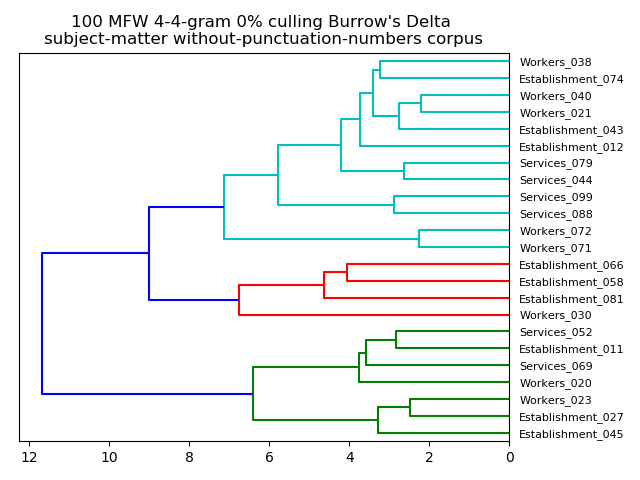 100 MFW 4-4-gram 0% culling Burrow's Delta
subject-matter without-punctuation-numbers corpus
Workers_038
Establishment_074
Workers_040
Workers_021
Establishment_043
Establishment_012
Services_079
Services_044
Services_099
Services_088
Workers_072
Workers_071
Establishment_066
Establishment_058
Establishment_081
Workers_030
Services_052
Establishment_011
Services_069
Workers_020
Workers_023
Establishment_027
Establishment_045
12 10 8 6 4 2 0